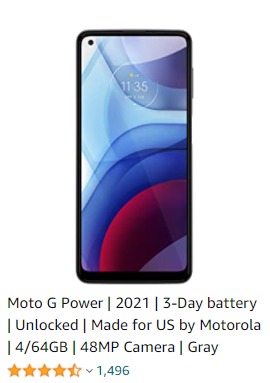 11:35
Moto G Power | 2021 | 3-Day battery
| Unlocked | Made for US by Motorola
| 4/64GB | 48MP Camera | Gray
1,496